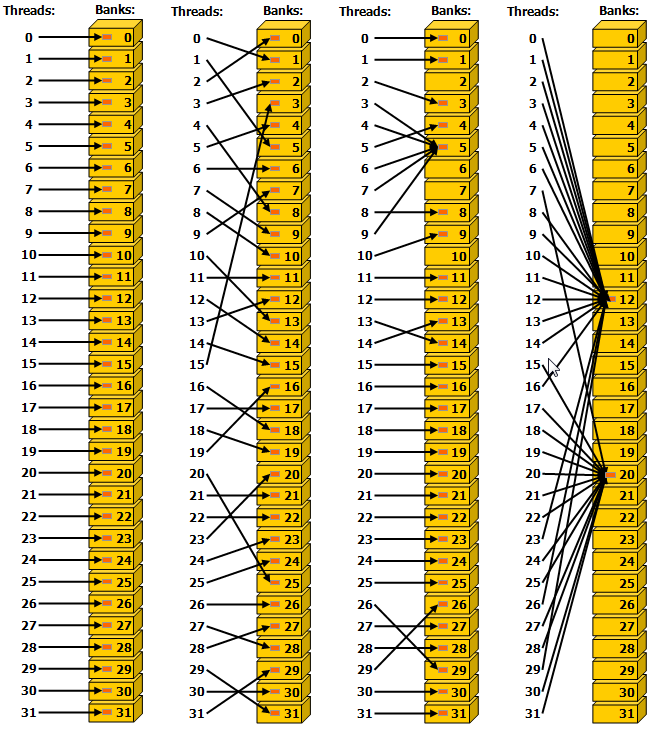 Threads: Banks: Threads: Banks: Threads: Banks: Threads: Banks:
0 0 0 0 0 0 0 0
1 1 1 1 1 1 1 1
2 2 2 2 2 2 2 2
3 3 3 3 3 3 3 3
4 4 4 4 4 4 4 4
5 5 5 5 5 5 5 5
6 6 6 6 6 6 6 6
7 7 7 7 7 7 7 7
8 8 8 8 8 8 8 8
9 9 9 9 9 9 9 9
10 10 10 10 10 10 10 10
11 11 11 11 11 11 11 11
12 12 12 12 12 12 12 12
13 13 13 13 13 13 13 13
14 14 14 14 14 14 14 14
15 15 15 15 15 15 15 15
16 16 16 16 16 16 16 16
17 17 17 17 17 17 17 17
18 18 18 18 18 18 18 18
19 19 19 19 19 19 19 19
20 20 20 20 20 20 20 20
21 21 21 21 21 21 21 21
22 22 22 22 22 22 22 22
23 23 23 23 23 23 23 23
24 24 24 24 24 24 24 24
25 25 25 25 25 25 25 25
26 26 26 26 26 26 26 26
27 27 27 27 27 27 27 27
28 28 28 28 28 28 28 28
29 29 29 29 29 29 29 29
30 30 30 30 30 30 30 30
31 31 31 31 31 31 31 31